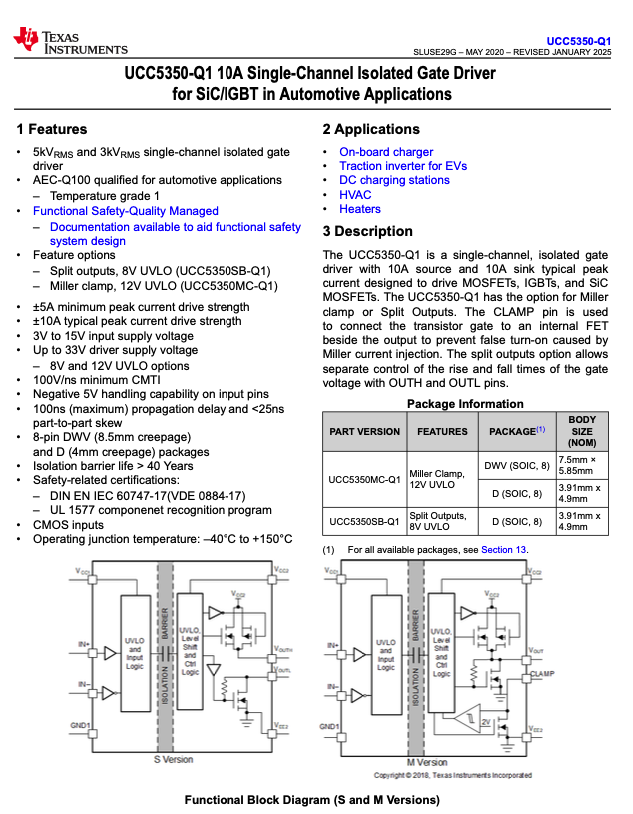 TEXAS
INSTRUMENTS
UCC5350-Q1
SLUSE29G – MAY 2020 – REVISED JANUARY 2025
UCC5350-Q1 10A Single-Channel Isolated Gate Driver
for SiC/IGBT in Automotive Applications
1 Features
• 5kVRMS and 3kVRMS single-channel isolated gate
driver
• AEC-Q100 qualified for automotive applications
– Temperature grade 1
• Functional Safety-Quality Managed
– Documentation available to aid functional safety
system design
• Feature options
– Split outputs, 8V UVLO (UCC5350SB-Q1)
– Miller clamp, 12V UVLO (UCC5350MC-Q1)
• ±5A minimum peak current drive strength
• ±10A typical peak current drive strength
• 3V to 15V input supply voltage
• Up to 33V driver supply voltage
– 8V and 12V UVLO options
• 100V/ns minimum CMTI
• Negative 5V handling capability on input pins
• 100ns (maximum) propagation delay and <25ns
part-to-part skew
• 8-pin DWV (8.5mm creepage)
and D (4mm creepage) packages
• Isolation barrier life > 40 Years
• Safety-related certifications:
– DIN EN IEC 60747-17(VDE 0884-17)
– UL 1577 componenet recognition program
• CMOS inputs
• Operating junction temperature: –40°C to +150°C
2 Applications
• On-board charger
• Traction inverter for EVs
• DC charging stations
• HVAC
• Heaters
3 Description
The UCC5350-Q1 is a single-channel, isolated gate
driver with 10A source and 10A sink typical peak
current designed to drive MOSFETs, IGBTs, and SiC
MOSFETs. The UCC5350-Q1 has the option for Miller
clamp or Split Outputs. The CLAMP pin is used
to connect the transistor gate to an internal FET
beside the output to prevent false turn-on caused by
Miller current injection. The split outputs option allows
separate control of the rise and fall times of the gate
voltage with OUTH and OUTL pins.
Package Information
PART VERSION FEATURES PACKAGE(1) BODY
SIZE
(NOM)
UCC5350MC-Q1 Miller Clamp,
12V UVLO
DWV (SOIC, 8) 7.5mm ×
5.85mm
D (SOIC, 8) 3.91mm x
4.9mm
UCC5350SB-Q1 Split Outputs,
8V UVLO
D (SOIC, 8) 3.91mm x
4.9mm
(1) For all available packages, see Section 13.
VCC1
VCC2
VCC2
UVLO
and
Input
Logic
ISOLATION BARRIER
UVLO,
Level
Shift
and
Ctrl
Logic
IN+
IN–
GND1
VOUTH
VOUTL
VEE2
S Version
VCC1
VCC2
VCC2
UVLO
and
Input
Logic
ISOLATION BARRIER
UVLO,
Level
Shift
and
Ctrl
Logic
IN+
IN–
GND1
VOUT
CLAMP
2V
VEE2
M Version
Copyright © 2018, Texas Instruments Incorporated
Functional Block Diagram (S and M Versions)